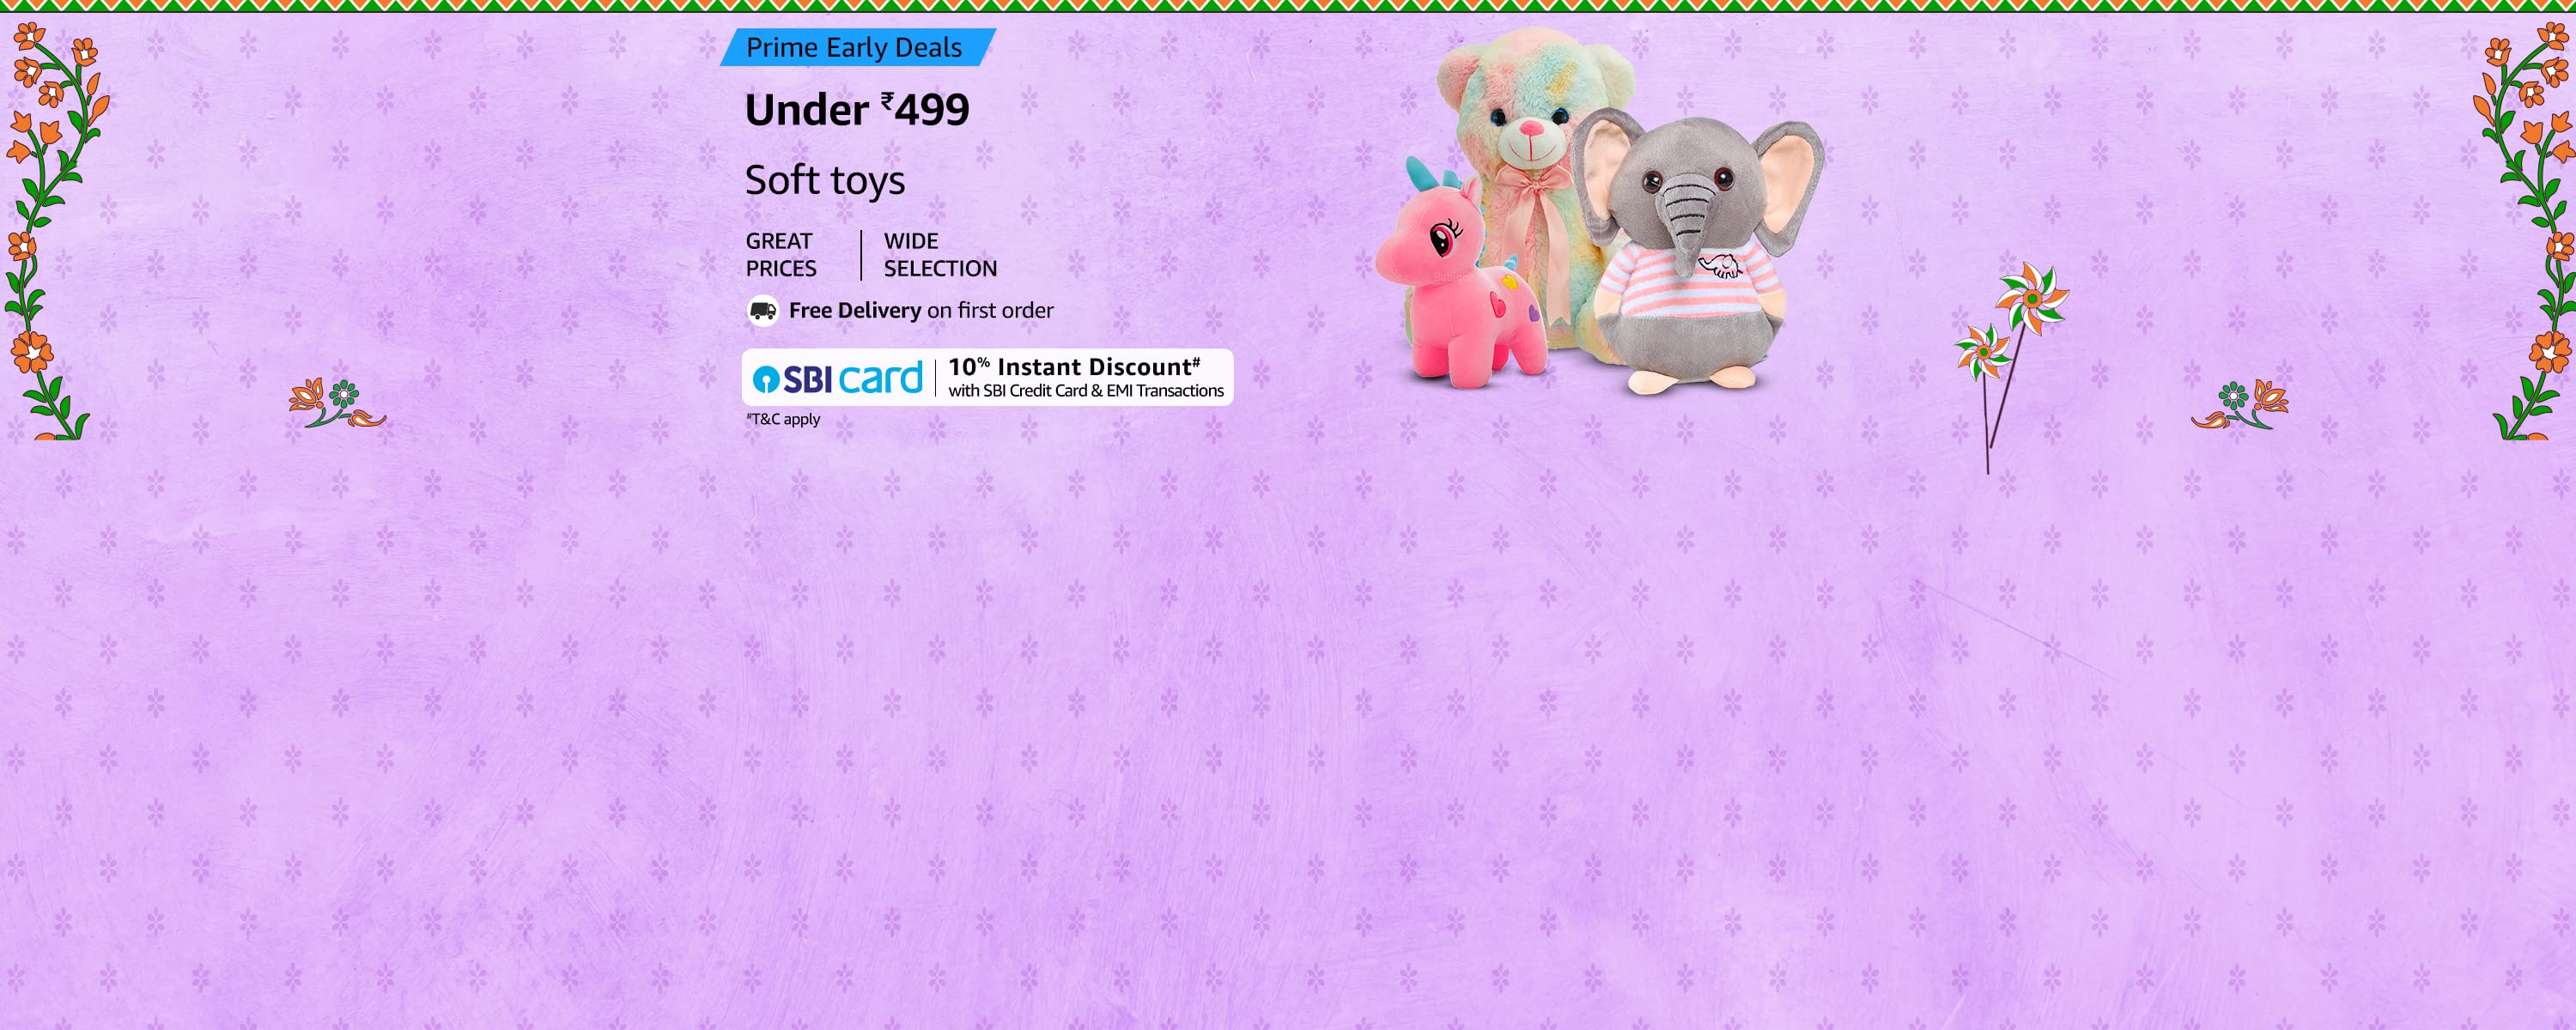 Prime Early Deals
Under ₹499
Soft toys
GREAT PRICES | WIDE SELECTION
Free Delivery on first order
SBI card | 10% Instant Discount#
with SBI Credit Card & EMI Transactions
#T&C apply